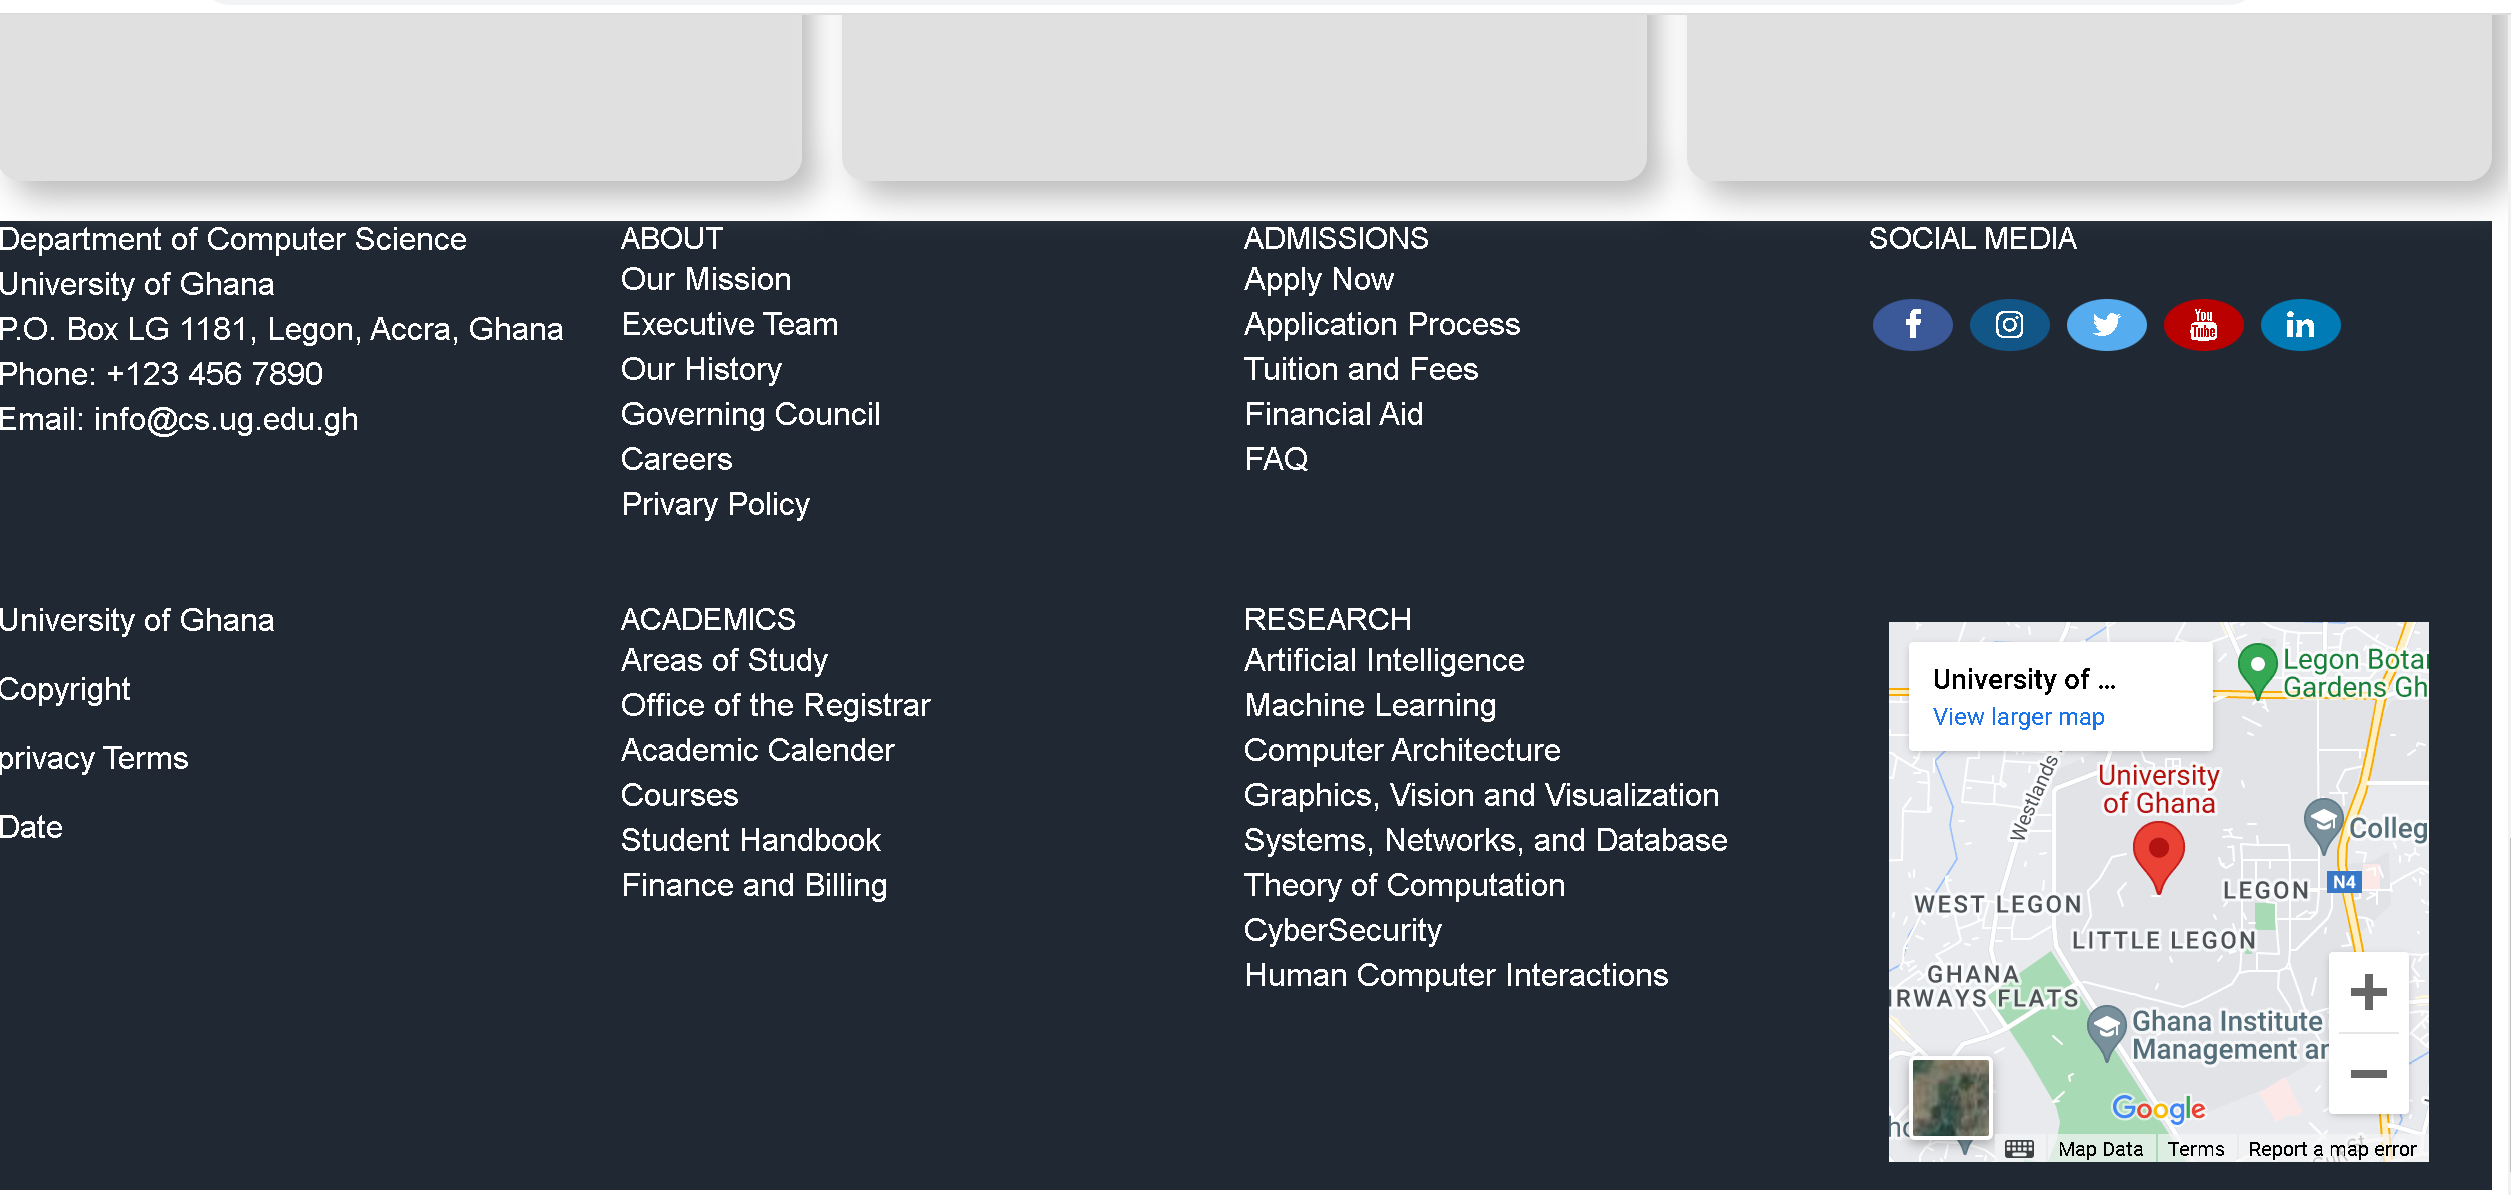 Department of Computer Science
University of Ghana
P.O. Box LG 1181, Legon, Accra, Ghana
Phone: +123 456 7890
Email: info@cs.ug.edu.gh
ABOUT
Our Mission
Executive Team
Our History
Governing Council
Careers
Privary Policy
ADMISSIONS
Apply Now
Application Process
Tuition and Fees
Financial Aid
FAQ
SOCIAL MEDIA
f
You
Tube
in
University of Ghana
Copyright
privacy Terms
Date
ACADEMICS
Areas of Study
Office of the Registrar
Academic Calender
Courses
Student Handbook
Finance and Billing
RESEARCH
Artificial Intelligence
Machine Learning
Computer Architecture
Graphics, Vision and Visualization
Systems, Networks, and Database
Theory of Computation
CyberSecurity
Human Computer Interactions
University of ...
View larger map
Legon Botan
Gardens Gh
Westlands
University
of Ghana
Colleg
N4
LEGON
WEST LEGON
LITTLE LEGON
GHANA
IRWAYS FLATS
Ghana Institute
Management an
Google
Map Data
Terms
Report a map error